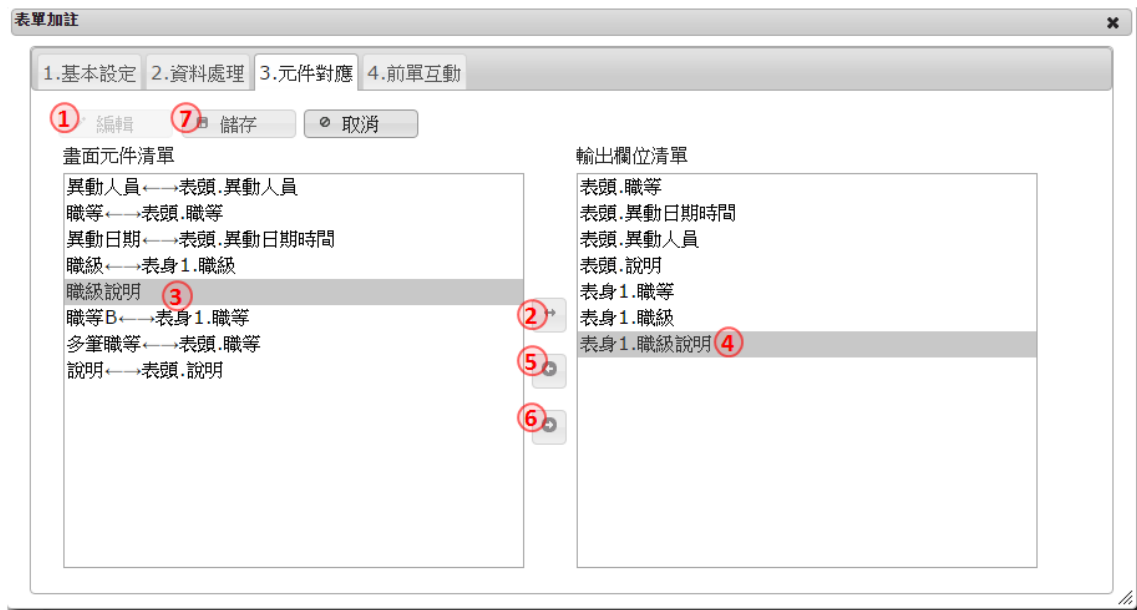 表單加註
1.基本設定 2.資料處理 3.元件對應 4.前單互動
1 編輯 7 儲存 取消
畫面元件清單
異動人員←→表頭.異動人員
職等←→表頭.職等
異動日期←→表頭.異動日期時間
職級←→表身1.職級
職級說明 3
職等B←→表身1.職等
多筆職等←→表頭.職等
說明←→表頭.說明
2
5
6
輸出欄位清單
表頭.職等
表頭.異動日期時間
表頭.異動人員
表頭.說明
表身1.職等
表身1.職級
表身1.職級說明 4